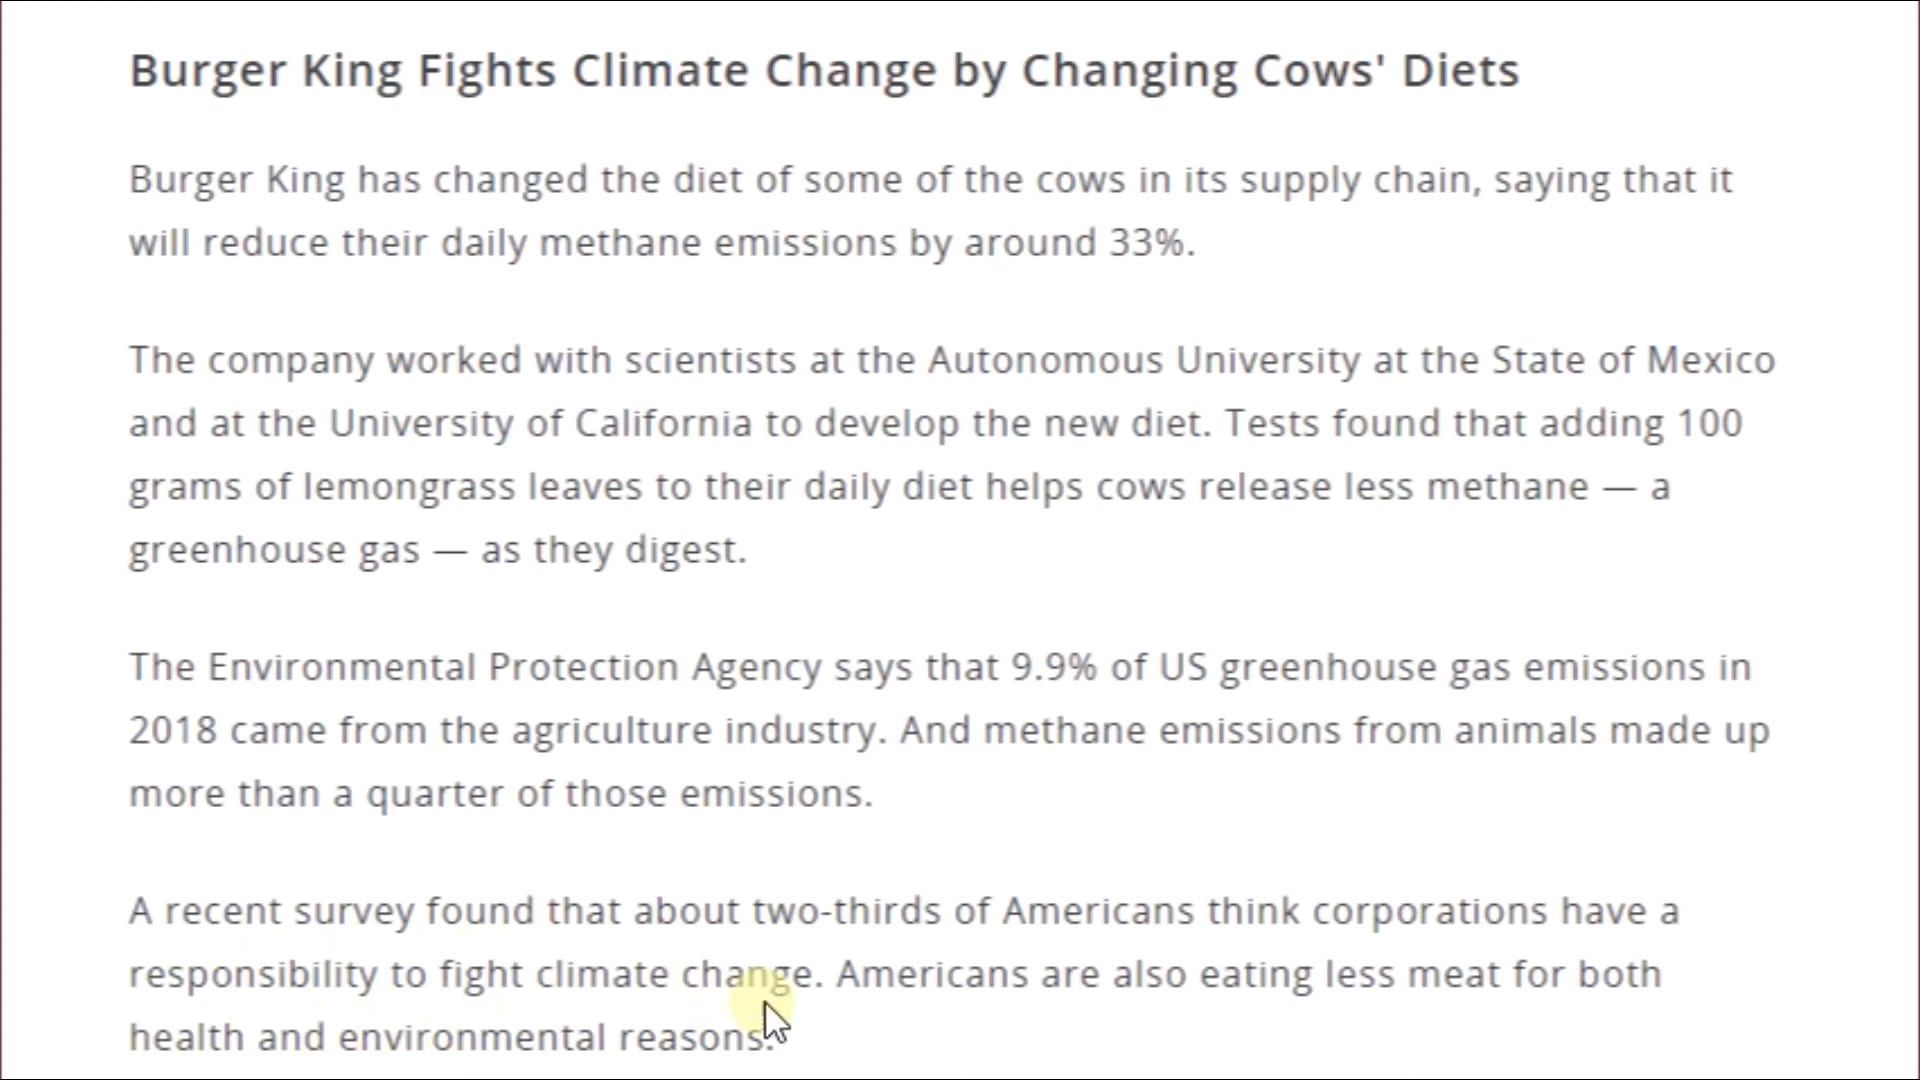 Burger King Fights Climate Change by Changing Cows' Diets
Burger King has changed the diet of some of the cows in its supply chain, saying that it
will reduce their daily methane emissions by around 33%.
The company worked with scientists at the Autonomous University at the State of Mexico
and at the University of California to develop the new diet. Tests found that adding 100
grams of lemongrass leaves to their daily diet helps cows release less methane — a
greenhouse gas — as they digest.
The Environmental Protection Agency says that 9.9% of US greenhouse gas emissions in
2018 came from the agriculture industry. And methane emissions from animals made up
more than a quarter of those emissions.
A recent survey found that about two-thirds of Americans think corporations have a
responsibility to fight climate change. Americans are also eating less meat for both
health and environmental reasons.